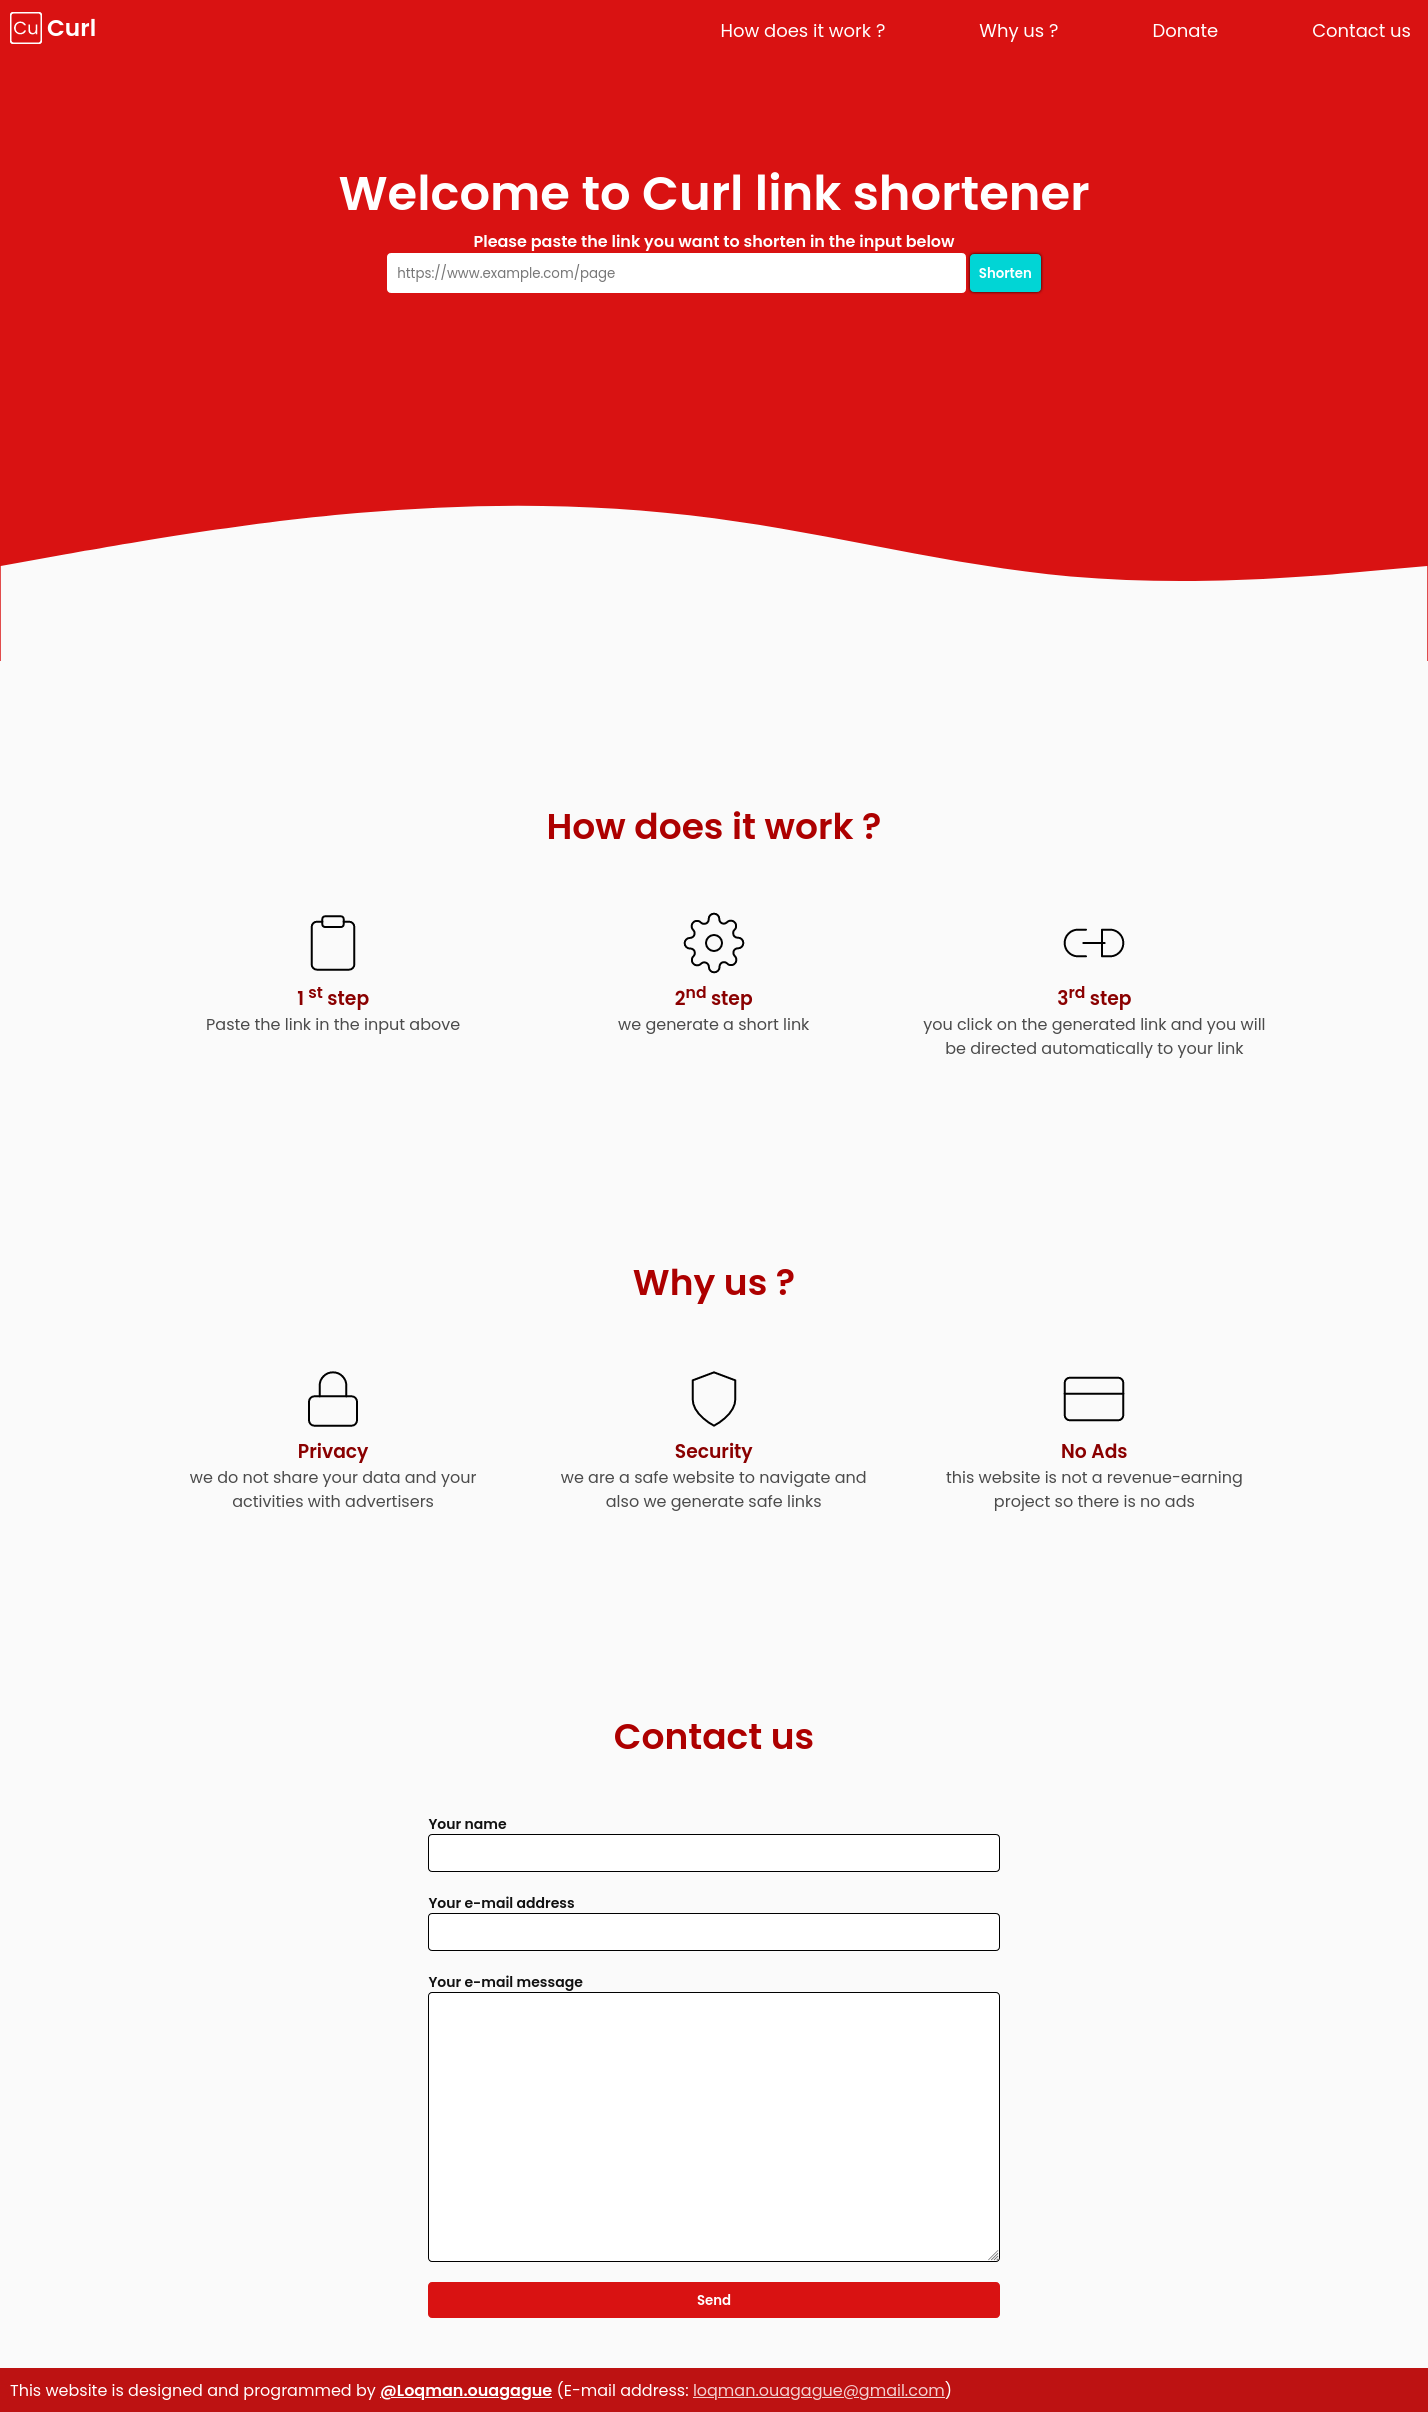 Cu Curl
How does it work ?
Why us ?
Donate
Contact us
Welcome to Curl link shortener
Please paste the link you want to shorten in the input below
https://www.example.com/page
Shorten
How does it work ?
1 st step
Paste the link in the input above
2nd step
we generate a short link
3rd step
you click on the generated link and you will
be directed automatically to your link
Why us ?
Privacy
we do not share your data and your
activities with advertisers
Security
we are a safe website to navigate and
also we generate safe links
No Ads
this website is not a revenue-earning
project so there is no ads
Contact us
Your name
Your e-mail address
Your e-mail message
Send
This website is designed and programmed by @Loqman.ouagague (E-mail address: loqman.ouagague@gmail.com)